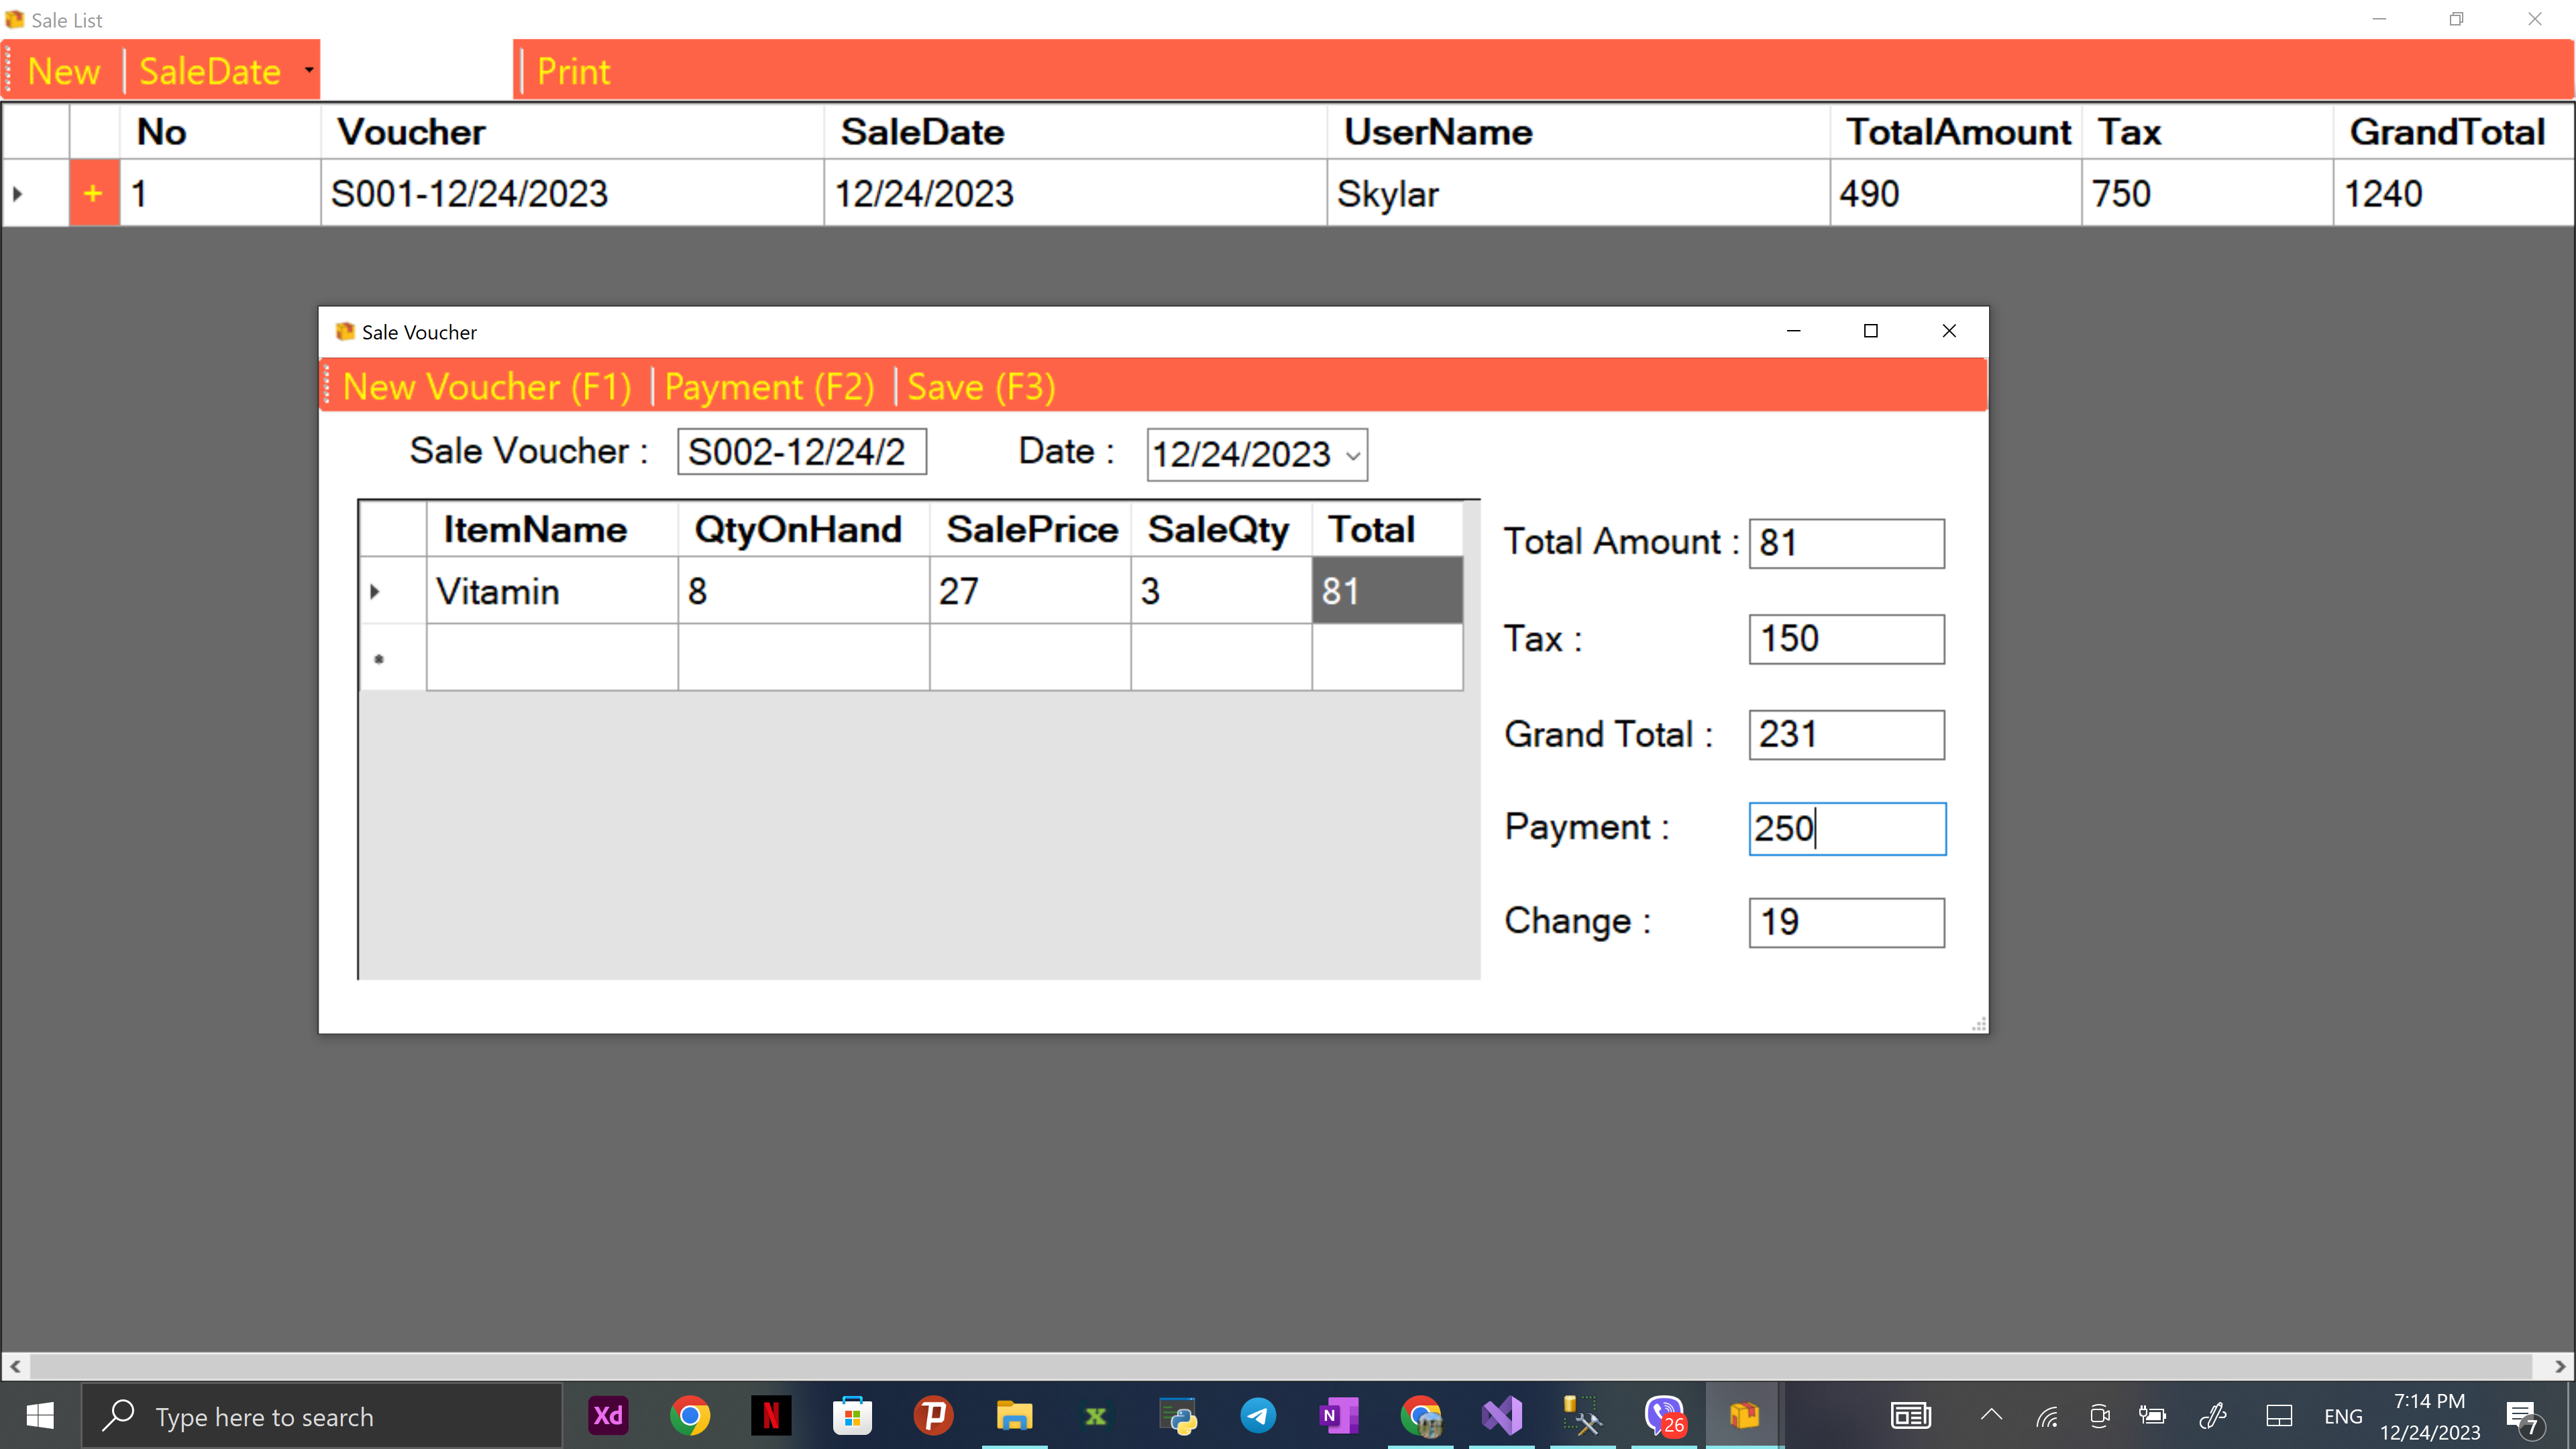 Sale List
New SaleDate Print
No Voucher SaleDate UserName TotalAmount Tax GrandTotal
+ 1 S001-12/24/2023 12/24/2023 Skylar 490 750 1240
Sale Voucher
New Voucher (F1) Payment (F2) Save (F3)
Sale Voucher : S002-12/24/2 Date : 12/24/2023
ItemName QtyOnHand SalePrice SaleQty Total
Vitamin 8 27 3 81
Total Amount : 81
Tax : 150
Grand Total : 231
Payment : 250
Change : 19
Type here to search
Xd
N
P
X
N
26
ENG
7:14 PM
12/24/2023
7